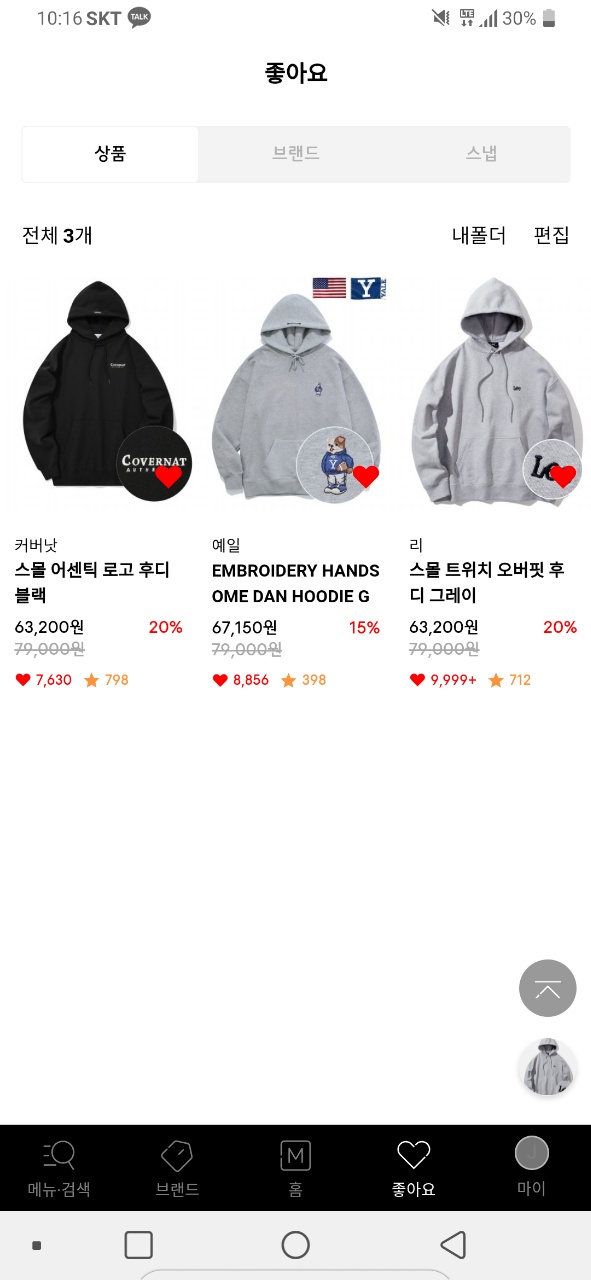 10:16 SKT TALK LTE 30%
좋아요
상품 브랜드 스냅
전체 3개 내폴더 편집
Y YALE
Covernat
Lee
COVERNAT
Y
커버낫 예일 리
스몰 어센틱 로고 후디 EMBROIDERY HANDS 스몰 트위치 오버핏 후
블랙 OME DAN HOODIE G 디 그레이
63,200원 20% 67,150원 15% 63,200원 20%
79,000원 79,000원 79,000원
7,630 798 8,856 398 9,999+ 712
메뉴·검색 브랜드 M 홈 좋아요 J 마이